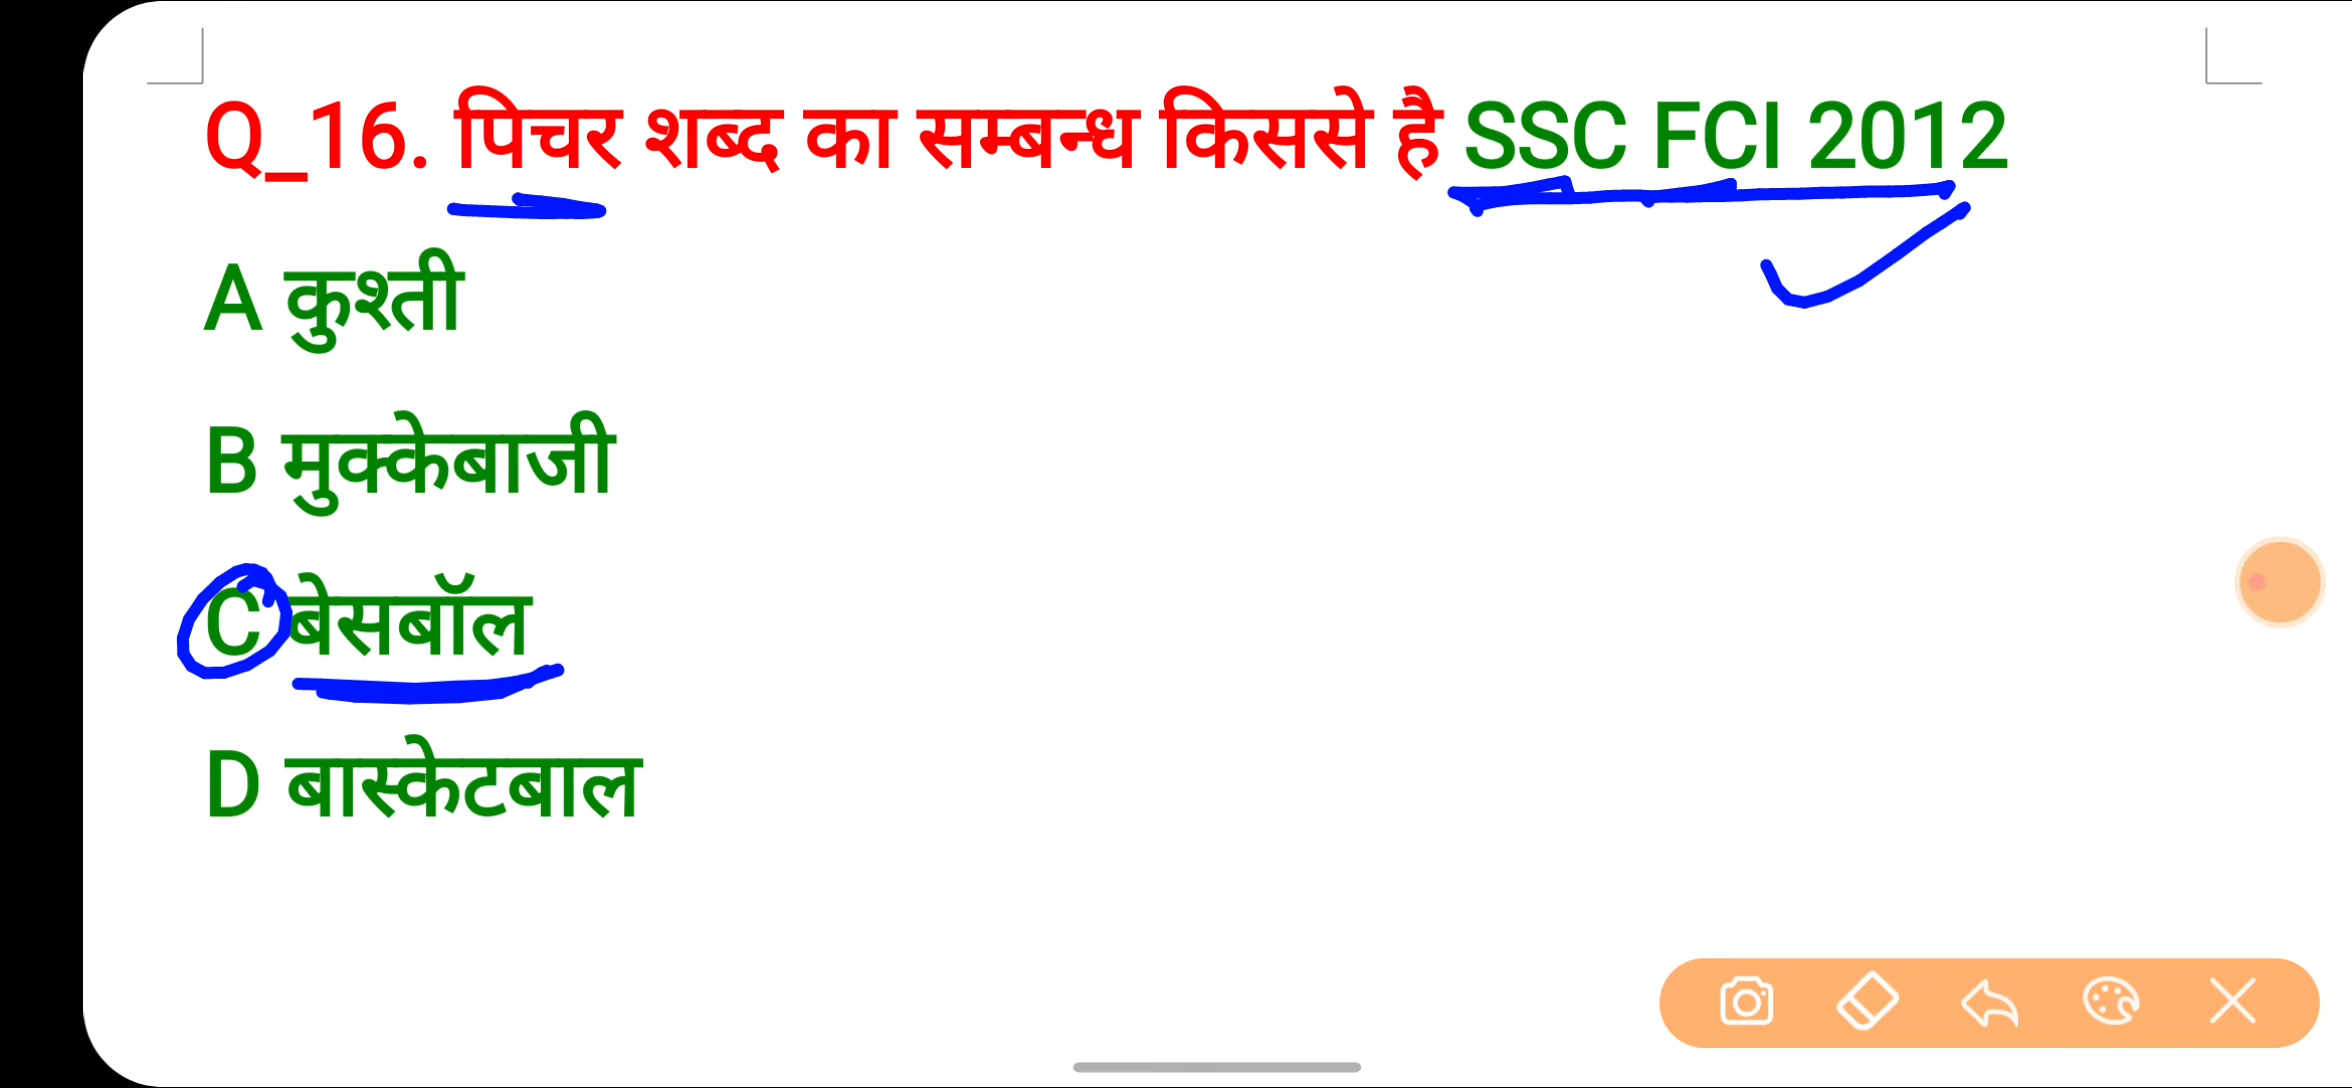 Q_16. पिचर शब्द का सम्बन्ध किससे है SSC FCI 2012
A कुश्ती
B मुक्केबाजी
C बेसबॉल
D बास्केटबाल